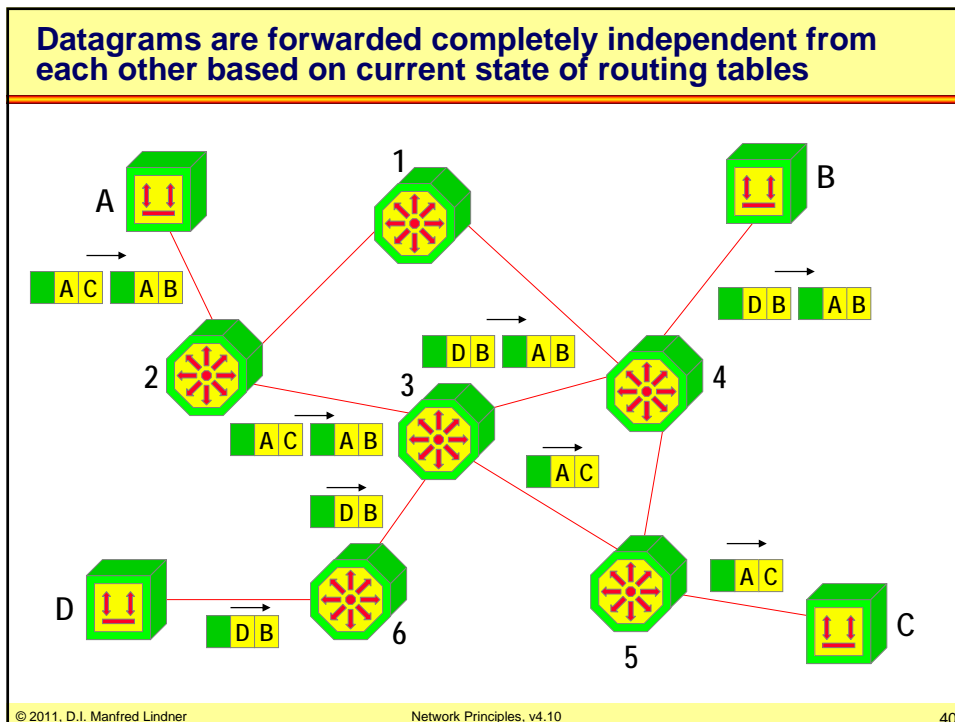 Datagrams are forwarded completely independent from
each other based on current state of routing tables
1
B
A
A C A B
D B A B
D B A B
2
3
4
A C A B
A C
D B
A C
D
D B
6
5
C
© 2011, D.I. Manfred Lindner Network Principles, v4.10 40